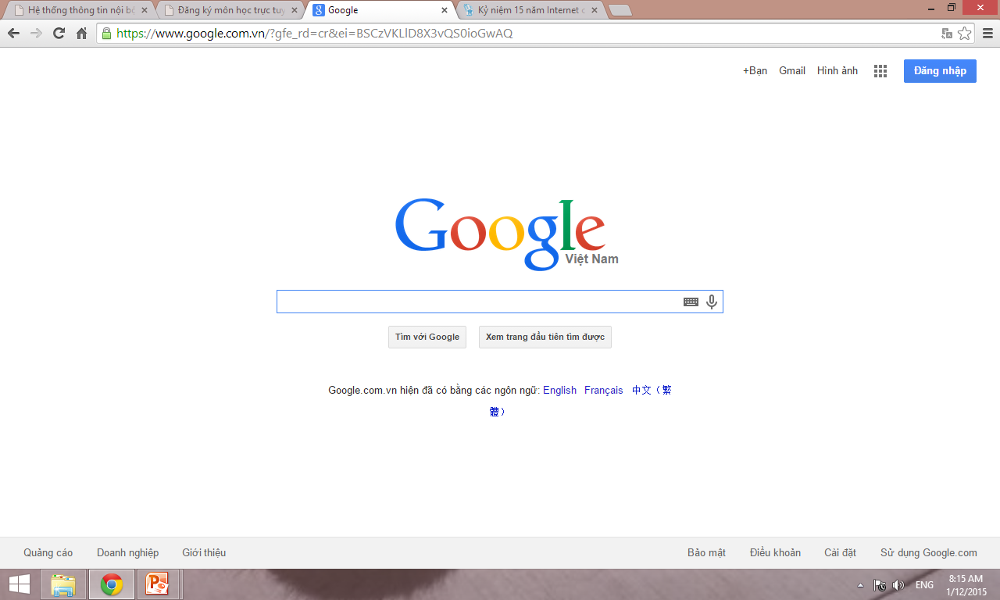 Hệ thống thông tin nội bộ
Đăng ký môn học trực tuy
Google
Kỷ niệm 15 năm Internet c
https://www.google.com.vn/?gfe_rd=cr&ei=BSCzVKLlD8X3vQS0ioGwAQ
+Bạn Gmail Hình ảnh Đăng nhập
Google
Việt Nam
Tìm với Google Xem trang đầu tiên tìm được
Google.com.vn hiện đã có bằng các ngôn ngữ: English Français 中文（繁
體）
Quảng cáo Doanh nghiệp Giới thiệu Bảo mật Điều khoản Cài đặt Sử dụng Google.com
ENG
8:15 AM
1/12/2015